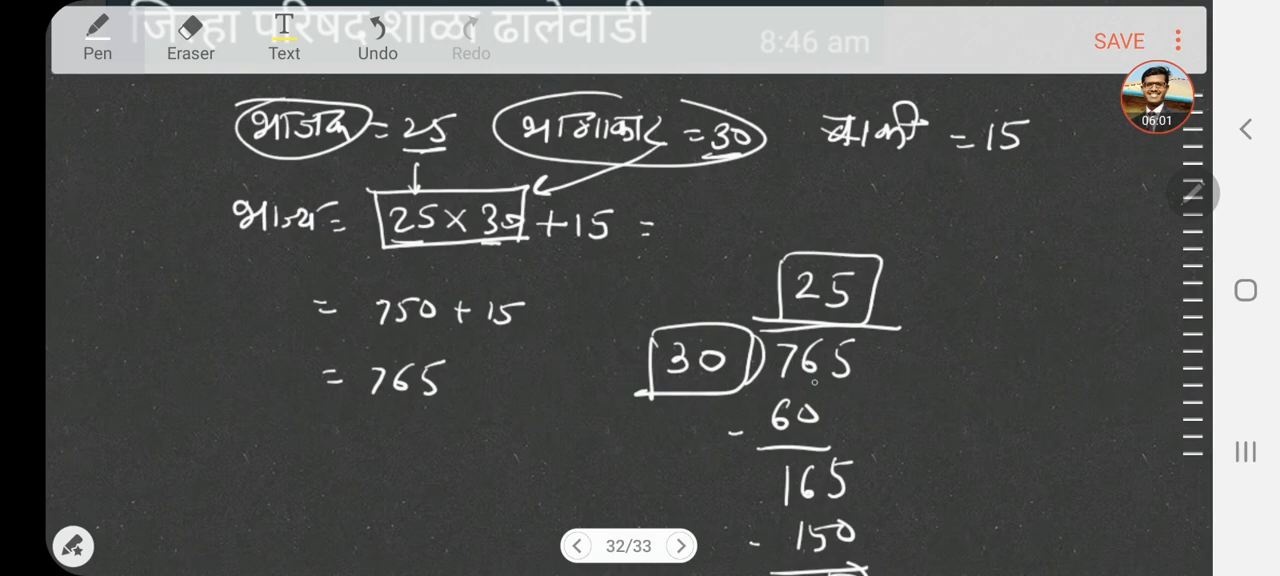 जिल्हा परिषद शाळा ढालेवाडी
8:46 am
Pen Eraser Text Undo Redo
SAVE
06:01
भाजक = 25 भागाकार = 30 बाकी = 15
भाज्य = 25 × 30 + 15 =
= 750 + 15
= 765
25
30 ) 765
- 60
165
- 150
32/33